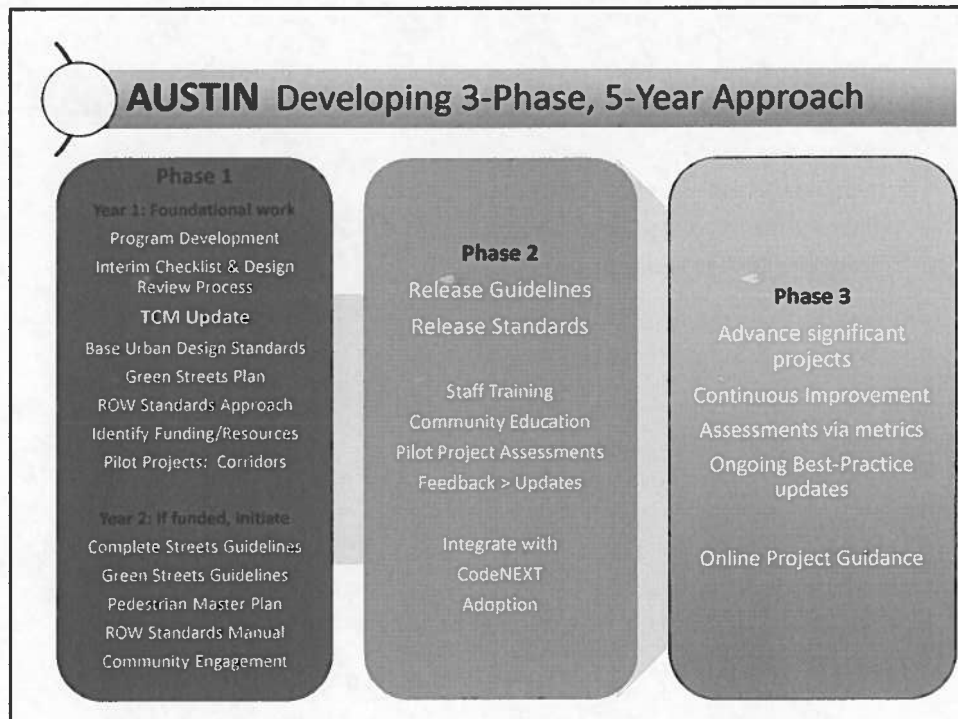 AUSTIN Developing 3-Phase, 5-Year Approach
Phase 1
Year 1: Foundational work
Program Development
Interim Checklist & Design
Review Process
TCM Update
Base Urban Design Standards
Green Streets Plan
ROW Standards Approach
Identify Funding/Resources
Pilot Projects: Corridors
Year 2: If funded, initiate
Complete Streets Guidelines
Green Streets Guidelines
Pedestrian Master Plan
ROW Standards Manual
Community Engagement
Phase 2
Release Guidelines
Release Standards
Staff Training
Community Education
Pilot Project Assessments
Feedback > Updates
Integrate with
CodeNEXT
Adoption
Phase 3
Advance significant
projects
Continuous Improvement
Assessments via metrics
Ongoing Best-Practice
updates
Online Project Guidance